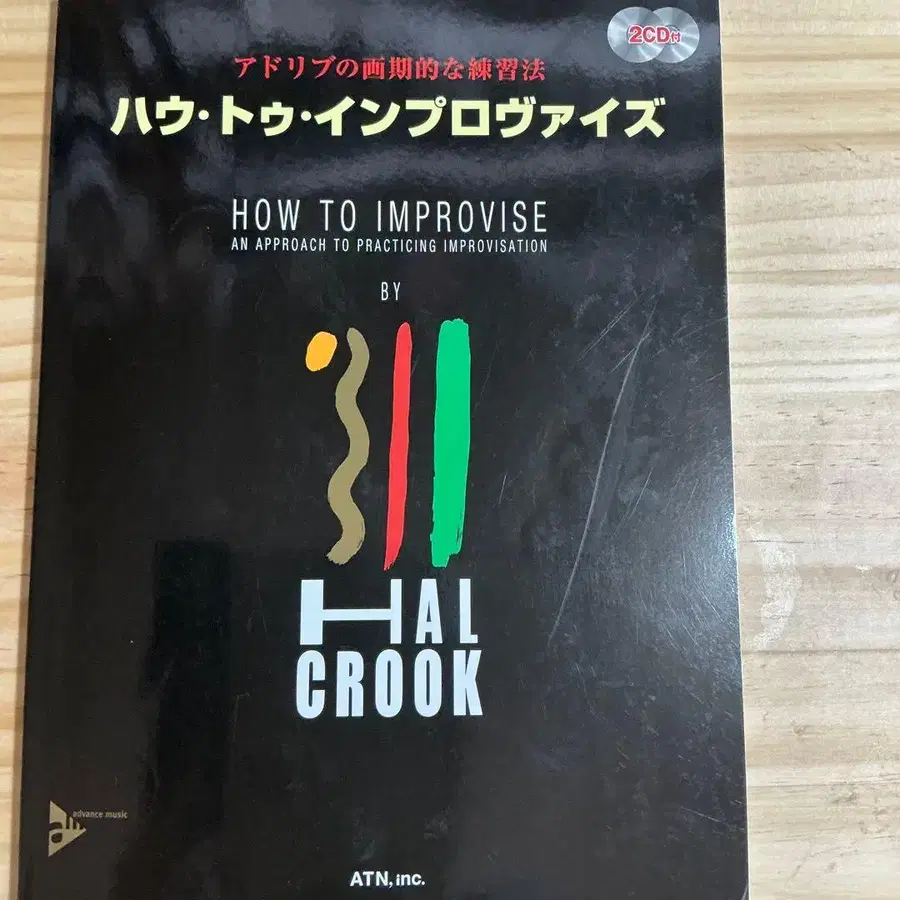 2CD付
アドリブの画期的な練習法
ハウ・トゥ・インプロヴァイズ
HOW TO IMPROVISE
AN APPROACH TO PRACTICING IMPROVISATION
BY
HAL
CROOK
am
advance music
ATN, inc.